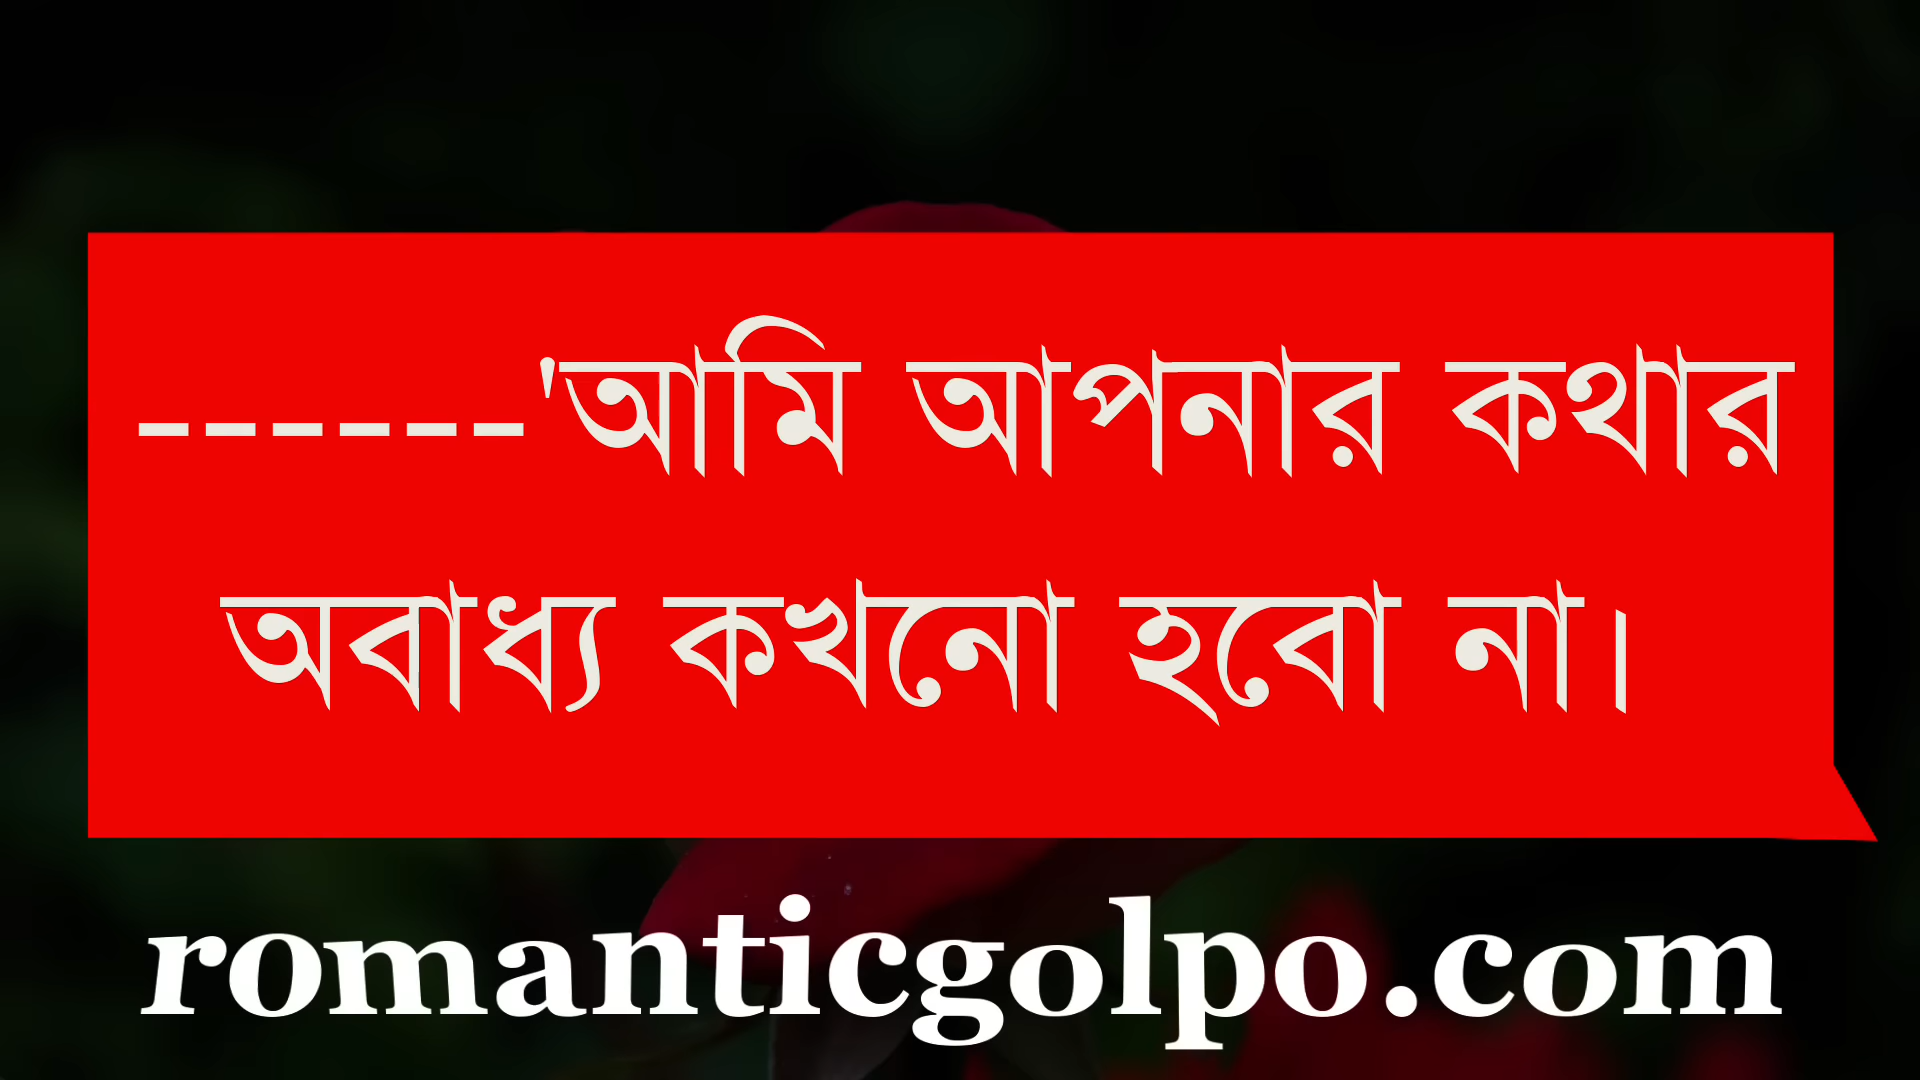 ------'আমি আপনার কথার
অবাধ্য কখনো হবো না।
romanticgolpo.com